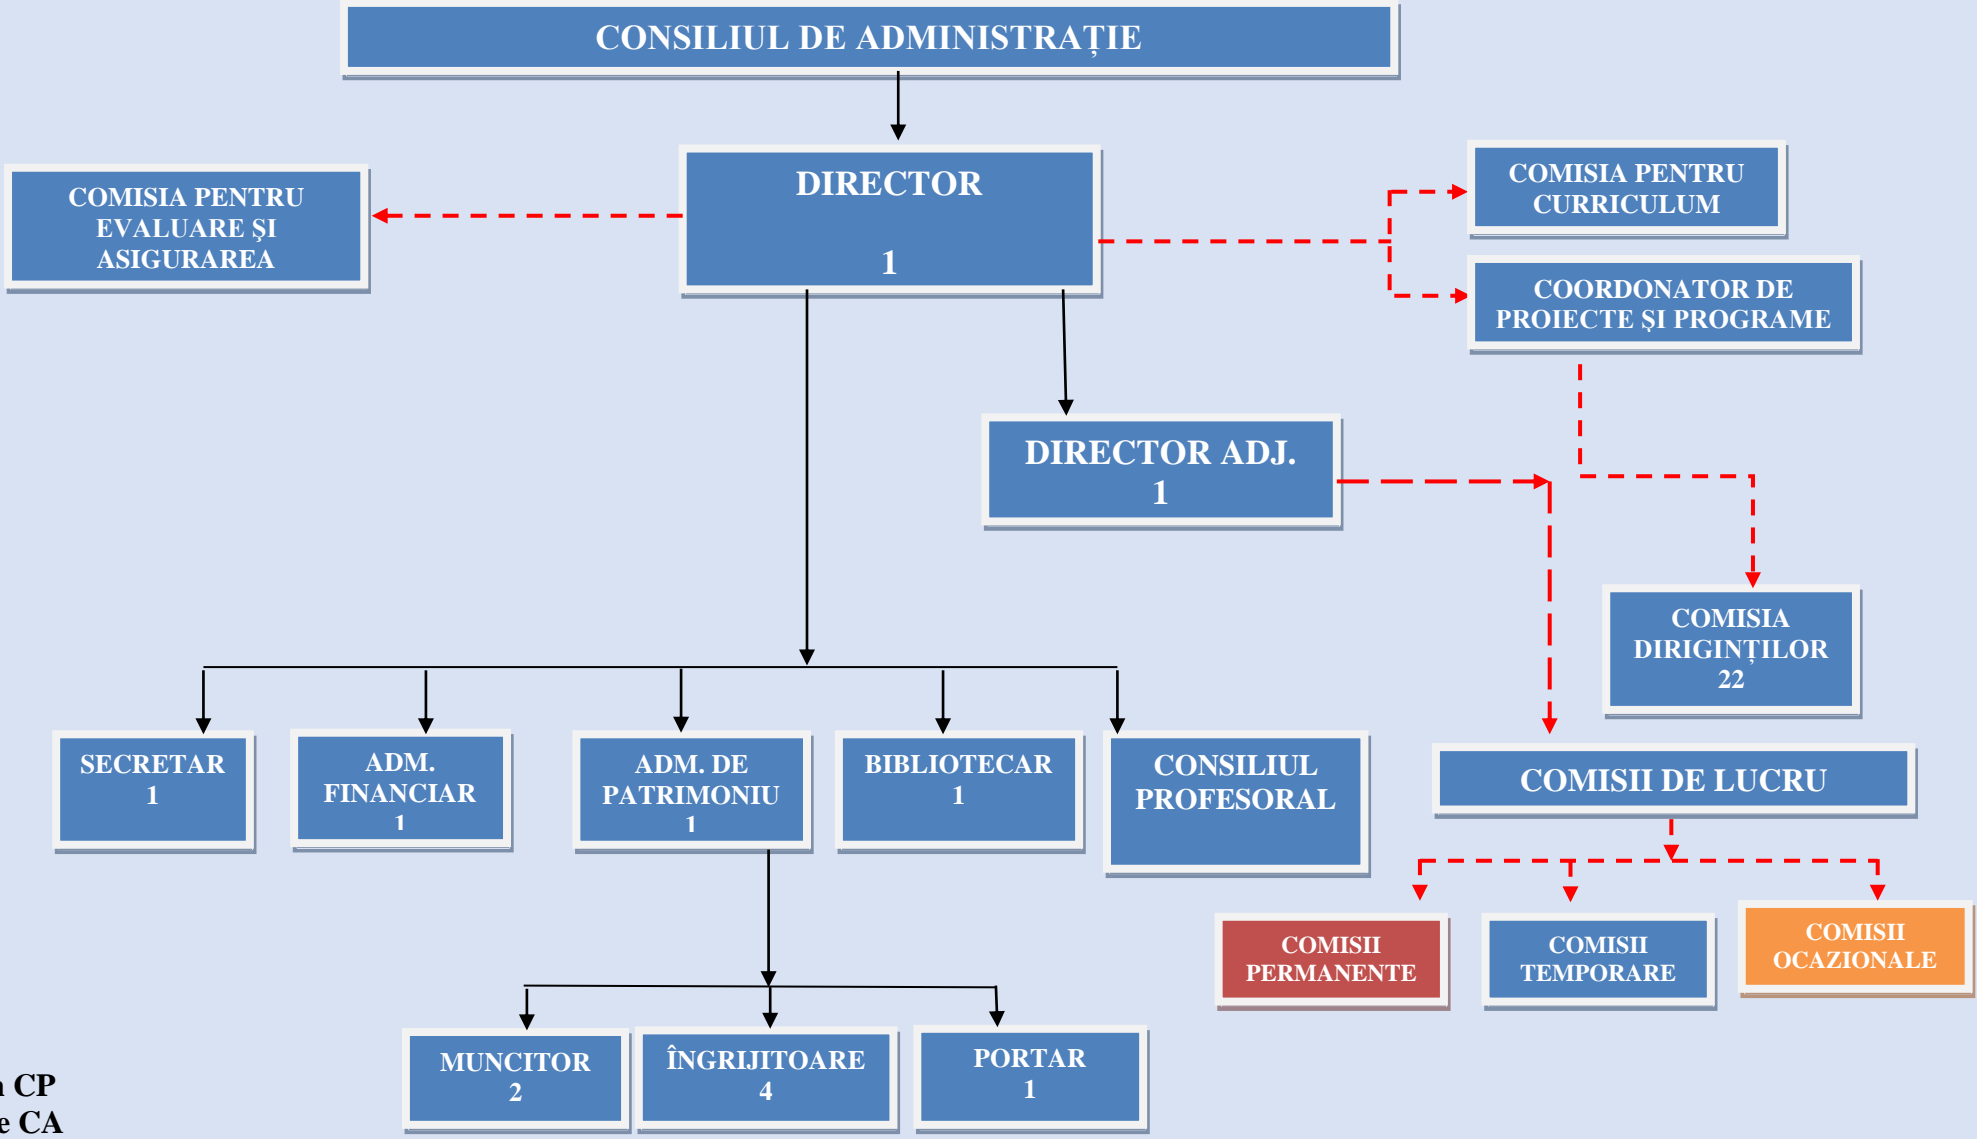 CONSILIUL DE ADMINISTRAȚIE
DIRECTOR
1
COMISIA PENTRU
EVALUARE ŞI
ASIGURAREA
COMISIA PENTRU
CURRICULUM
COORDONATOR DE
PROIECTE ȘI PROGRAME
DIRECTOR ADJ.
1
COMISIA
DIRIGINȚILOR
22
SECRETAR
1
ADM.
FINANCIAR
1
ADM. DE
PATRIMONIU
1
BIBLIOTECAR
1
CONSILIUL
PROFESORAL
COMISII DE LUCRU
COMISII
PERMANENTE
COMISII
TEMPORARE
COMISII
OCAZIONALE
MUNCITOR
2
ÎNGRIJITOARE
4
PORTAR
1
CP
CA